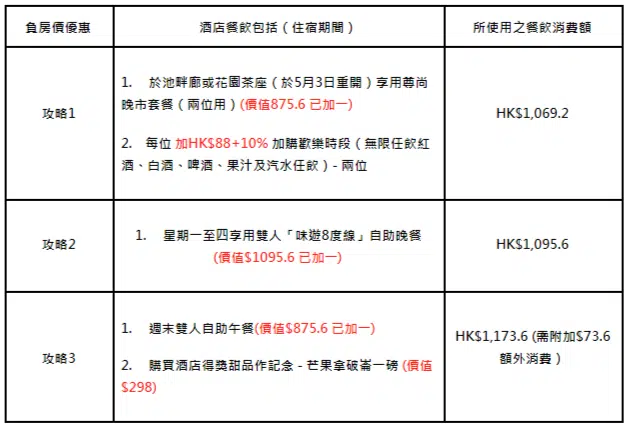 負房價優惠
酒店餐飲包括（住宿期間）
所使用之餐飲消費額
攻略1
1. 於池畔廊或花園茶座（於5月3日重開）享用尊尚
晚市套餐（兩位用）(價值875.6 已加一)
2. 每位 加HK$88+10% 加購歡樂時段（無限任飲紅
酒、白酒、啤酒、果汁及汽水任飲）- 兩位
HK$1,069.2
攻略2
1. 星期一至四享用雙人「味遊8度線」自助晚餐
(價值$1095.6 已加一)
HK$1,095.6
攻略3
1. 週末雙人自助午餐(價值$875.6 已加一)
2. 購買酒店得獎甜品作記念 - 芒果拿破崙一磅 (價值
$298)
HK$1,173.6 (需附加$73.6
額外消費）